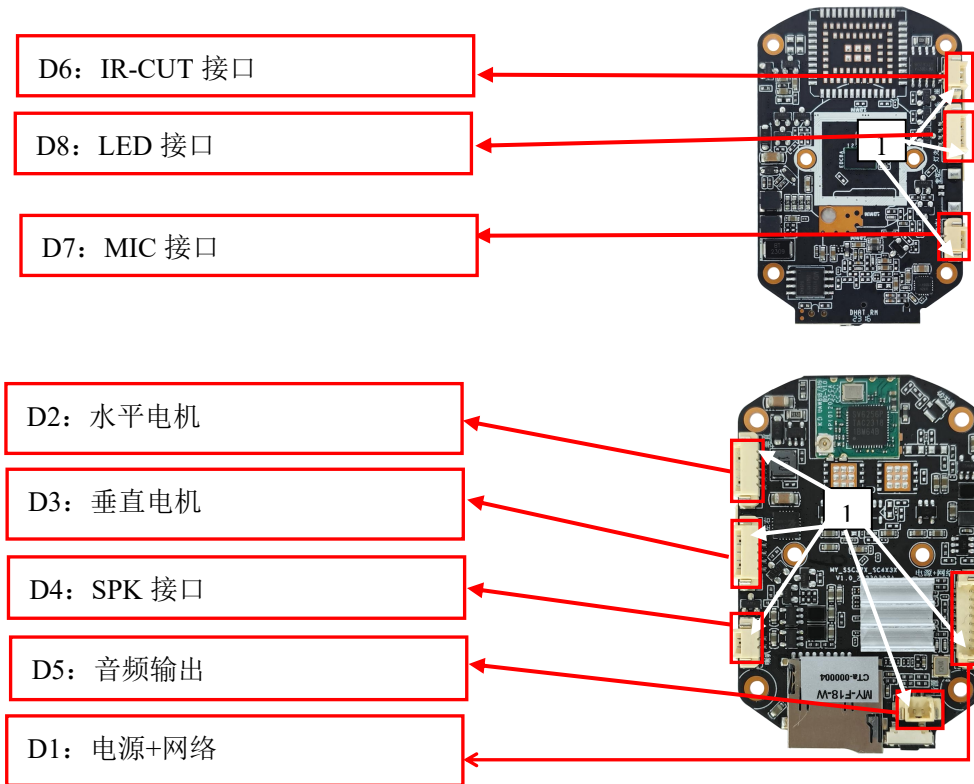 D6：IR-CUT 接口
D8：LED 接口
D7：MIC 接口
1
DHAT_RM
D2：水平电机
D3：垂直电机
D4：SPK 接口
D5：音频输出
D1：电源+网络
1
CTa-000004
MY-F18-W